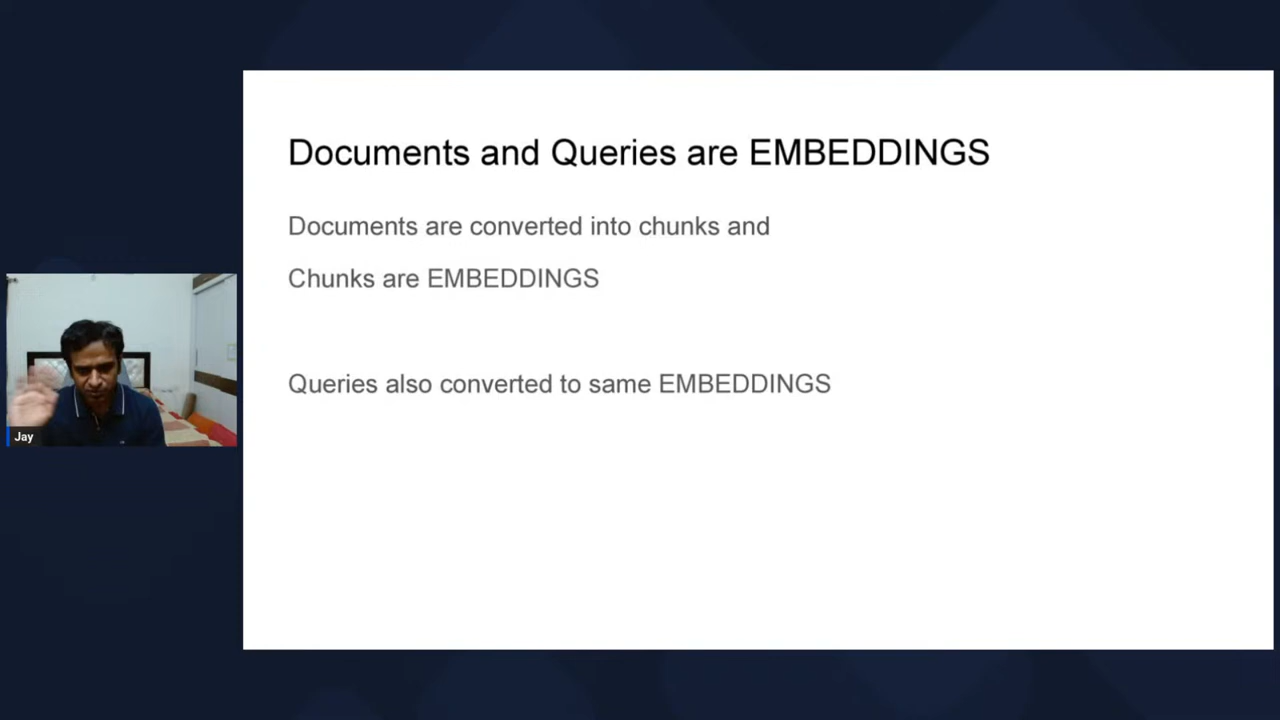 Documents and Queries are EMBEDDINGS
Documents are converted into chunks and
Chunks are EMBEDDINGS
Queries also converted to same EMBEDDINGS
Jay